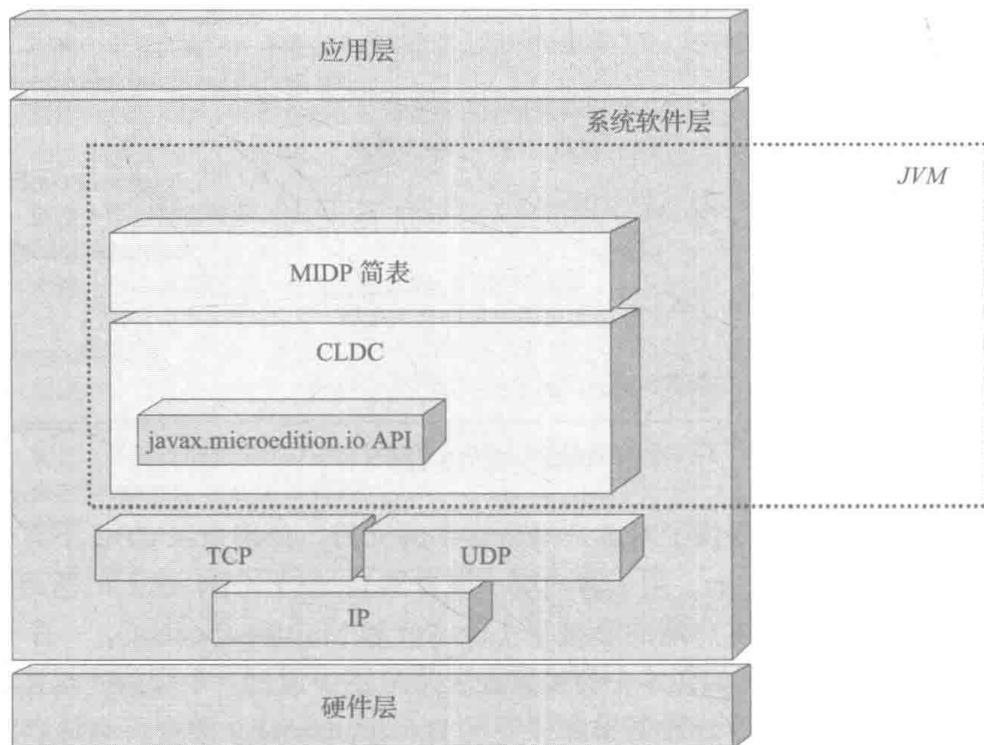 应用层
系统软件层
JVM
MIDP 简表
CLDC
javax.microedition.io API
TCP
UDP
IP
硬件层